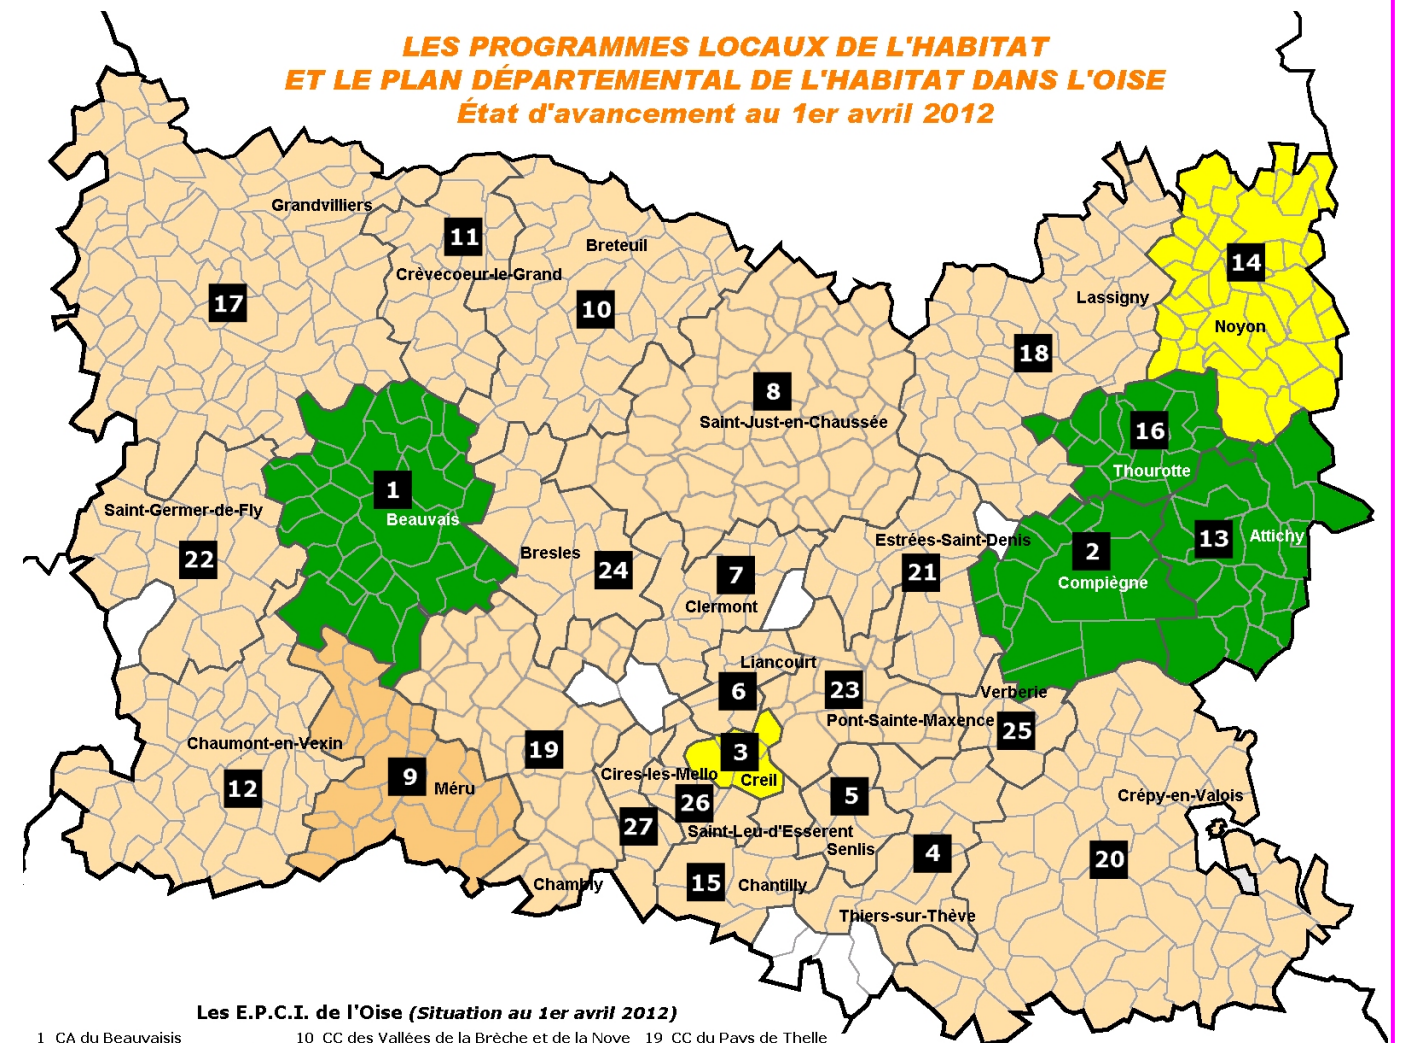 LES PROGRAMMES LOCAUX DE L'HABITAT
ET LE PLAN DÉPARTEMENTAL DE L'HABITAT DANS L'OISE
État d'avancement au 1er avril 2012
Grandvilliers
11
Breteuil
Crèvecoeur-le-Grand
14
17
10
Lassigny
Noyon
18
8
Saint-Just-en-Chaussée
16
Thourotte
1
Beauvais
Saint-Germer-de-Fly
22
Bresles
24
7
Clermont
Estrées-Saint-Denis
21
2
Compiègne
13
Attichy
Liancourt
6
23
Verberie
Pont-Sainte-Maxence
25
Chaumont-en-Vexin
12
9
Méru
19
3
Cires-les-Mello
Creil
26
5
Crépy-en-Valois
27
Saint-Leu-d'Esserent
Senlis
4
20
Chambly
15
Chantilly
Thiers-sur-Thève
Les E.P.C.I. de l'Oise (Situation au 1er avril 2012)
1 CA du Beauvaisis 10 CC des Vallées de la Brèche et de la Noye 19 CC du Pays de Thelle